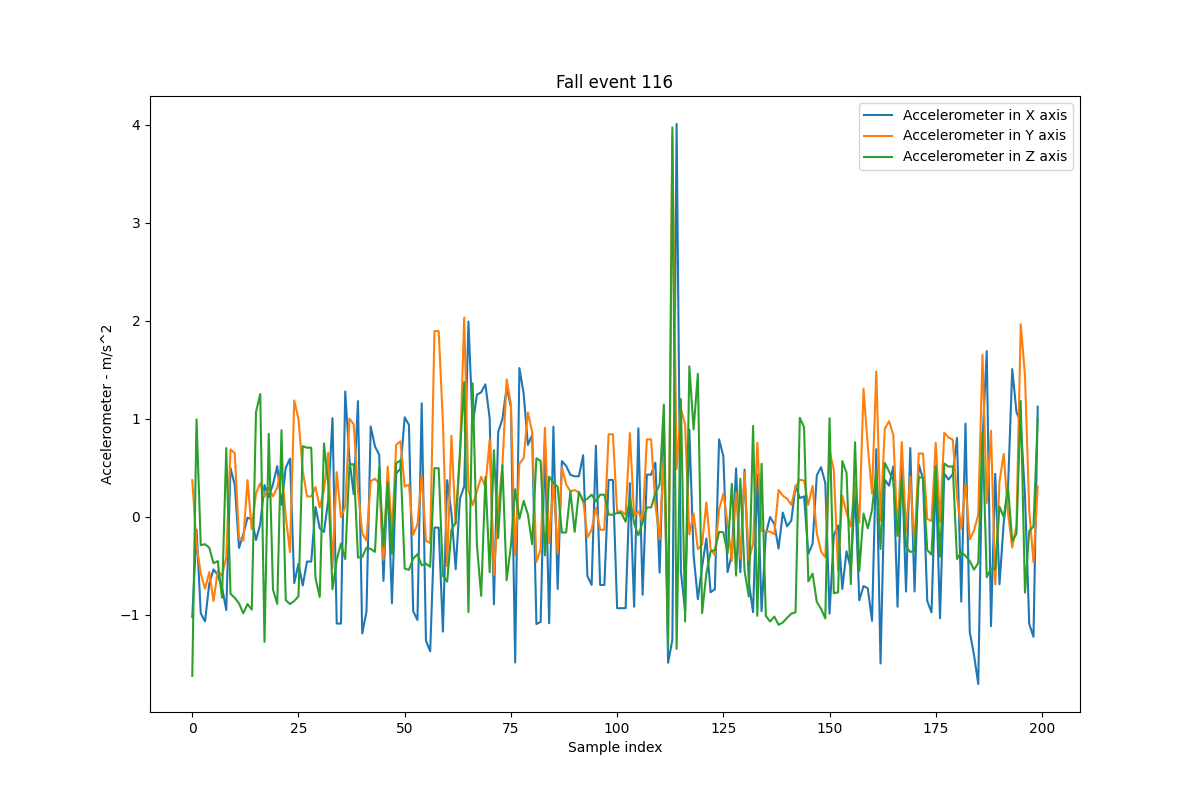 Fall event 116
Accelerometer in X axis
Accelerometer in Y axis
Accelerometer in Z axis
4
3
2
1
0
−1
Accelerometer - m/s^2
0 25 50 75 100 125 150 175 200
Sample index